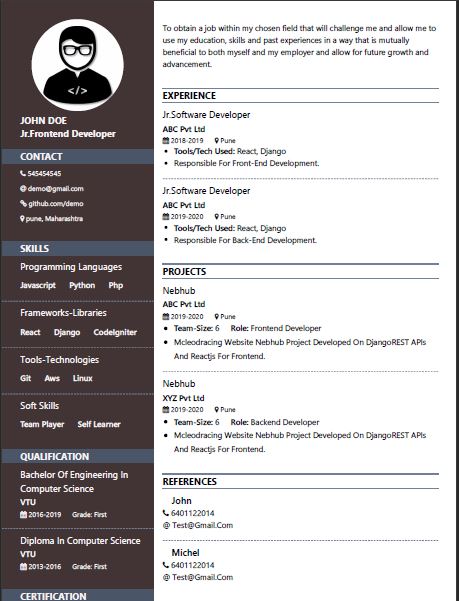 </>
JOHN DOE
Jr.Frontend Developer
CONTACT
545454545
@ demo@gmail.com
github.com/demo
pune, Maharashtra
SKILLS
Programming Languages
Javascript Python Php
Frameworks-Libraries
React Django CodeIgniter
Tools-Technologies
Git Aws Linux
Soft Skills
Team Player Self Learner
QUALIFICATION
Bachelor Of Engineering In
Computer Science
VTU
2016-2019 Grade: First
Diploma In Computer Science
VTU
2013-2016 Grade: First
CERTIFICATION
To obtain a job within my chosen field that will challenge me and allow me to
use my education, skills and past experiences in a way that is mutually
beneficial to both myself and my employer and allow for future growth and
advancement.
EXPERIENCE
Jr.Software Developer
ABC Pvt Ltd
2018-2019 Pune
• Tools/Tech Used: React, Django
• Responsible For Front-End Development.
Jr.Software Developer
ABC Pvt Ltd
2019-2020 Pune
• Tools/Tech Used: React, Django
• Responsible For Back-End Development.
PROJECTS
Nebhub
ABC Pvt Ltd
2019-2020 Pune
• Team-Size: 6 Role: Frontend Developer
• Mcleodracing Website Nebhub Project Developed On DjangoREST APIs
And Reactjs For Frontend.
Nebhub
XYZ Pvt Ltd
2019-2020 Pune
• Team-Size: 6 Role: Backend Developer
• Mcleodracing Website Nebhub Project Developed On DjangoREST APIs
And Reactjs For Frontend.
REFERENCES
John
6401122014
@ Test@Gmail.Com
Michel
6401122014
@ Test@Gmail.Com